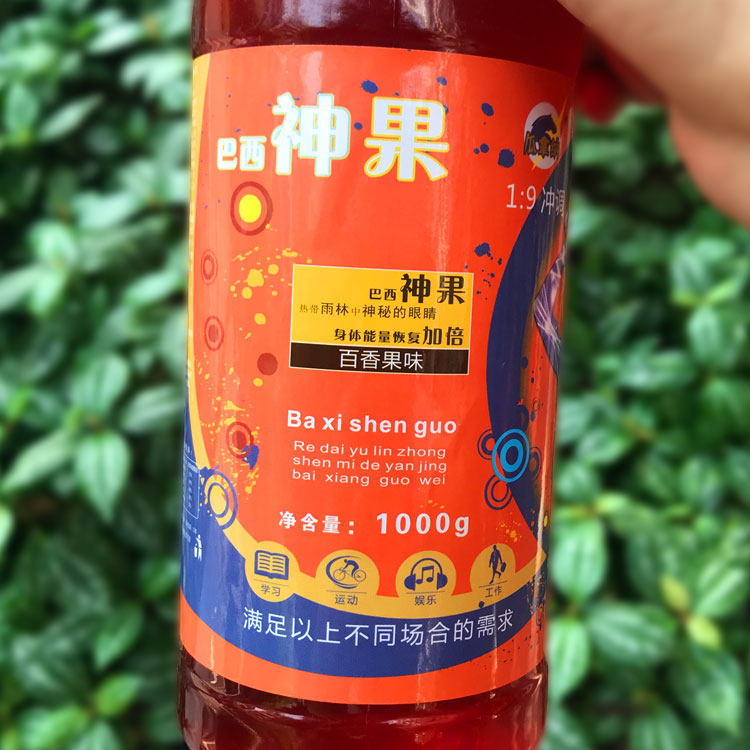 巴西神果
1:9 冲调
巴西神果
热带雨林中神秘的眼睛
身体能量恢复加倍
百香果味
Ba xi shen guo
Re dai yu lin zhong
shen mi de yan jing
bai xiang guo wei
净含量：1000g
学习 运动 娱乐 工作
满足以上不同场合的需求